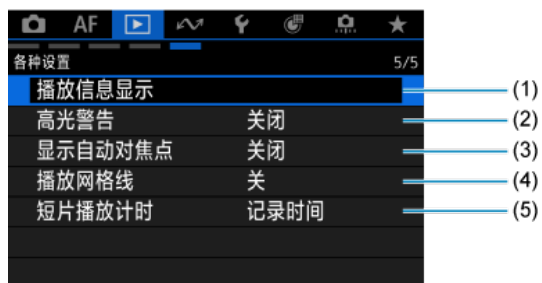 AF
各种设置 5/5
播放信息显示 (1)
高光警告 关闭 (2)
显示自动对焦点 关闭 (3)
播放网格线 关 (4)
短片播放计时 记录时间 (5)